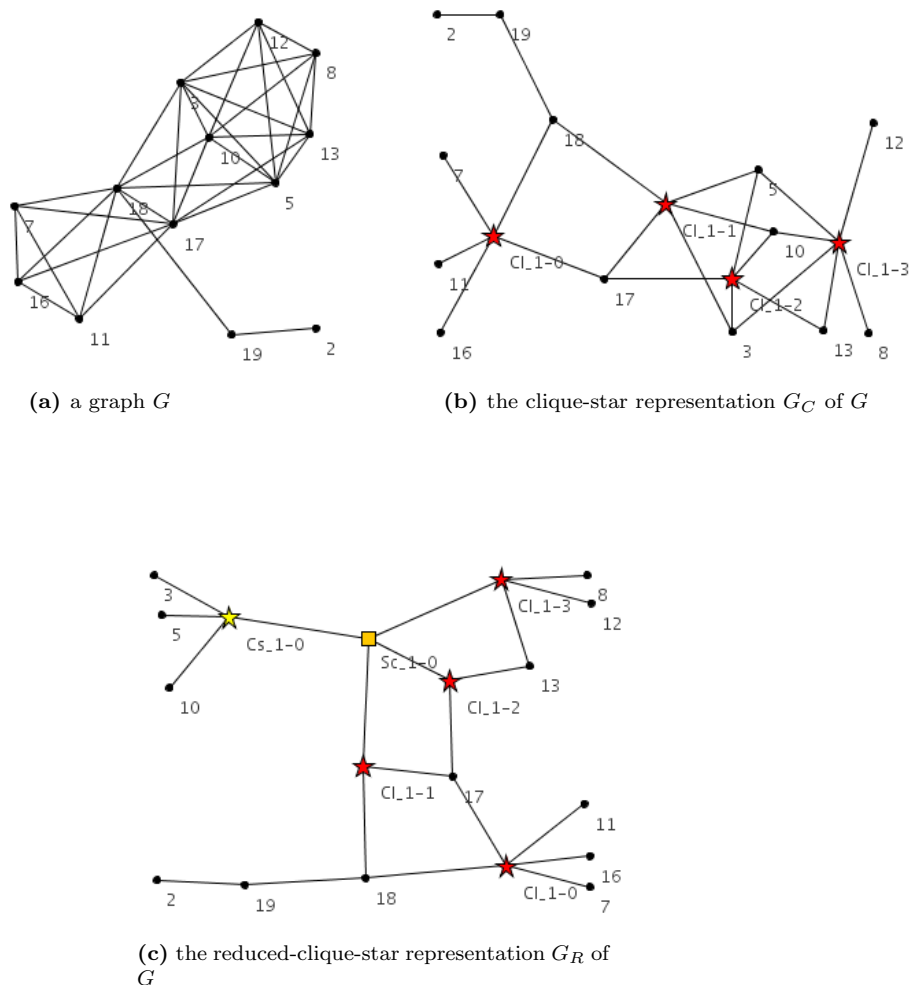 12
8
3
10
13
5
7
18
17
16
11
19
2
(a) a graph G
2
19
12
18
7
5
Cl_1-1
10
Cl_1-0
Cl_1-3
11
17
Cl_1-2
16
3
13
8
(b) the clique-star representation G_C of G
3
Cl_1-3
8
12
5
Cs_1-0
Sc_1-0
13
10
Cl_1-2
Cl_1-1
17
11
16
2
19
18
Cl_1-0
7
(c) the reduced-clique-star representation G_R of
G